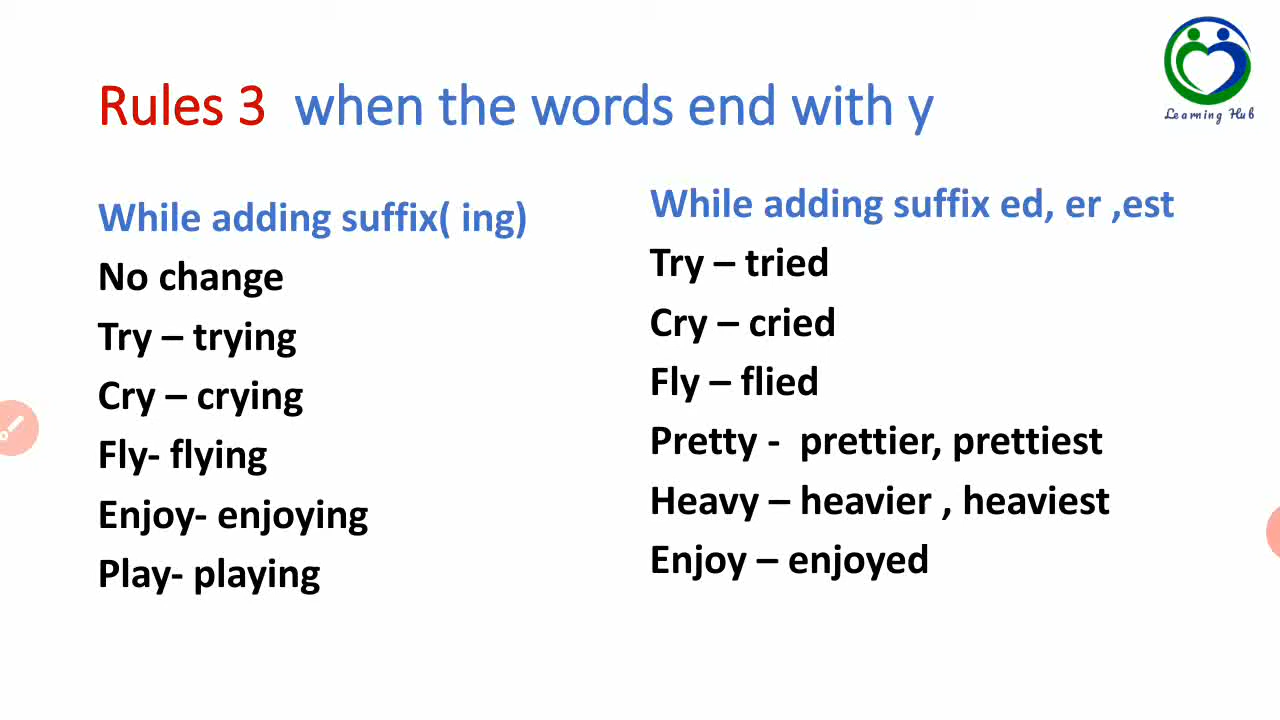 Learning Hub
Rules 3 when the words end with y
While adding suffix( ing)
No change
Try – trying
Cry – crying
Fly- flying
Enjoy- enjoying
Play- playing
While adding suffix ed, er ,est
Try – tried
Cry – cried
Fly – flied
Pretty - prettier, prettiest
Heavy – heavier , heaviest
Enjoy – enjoyed